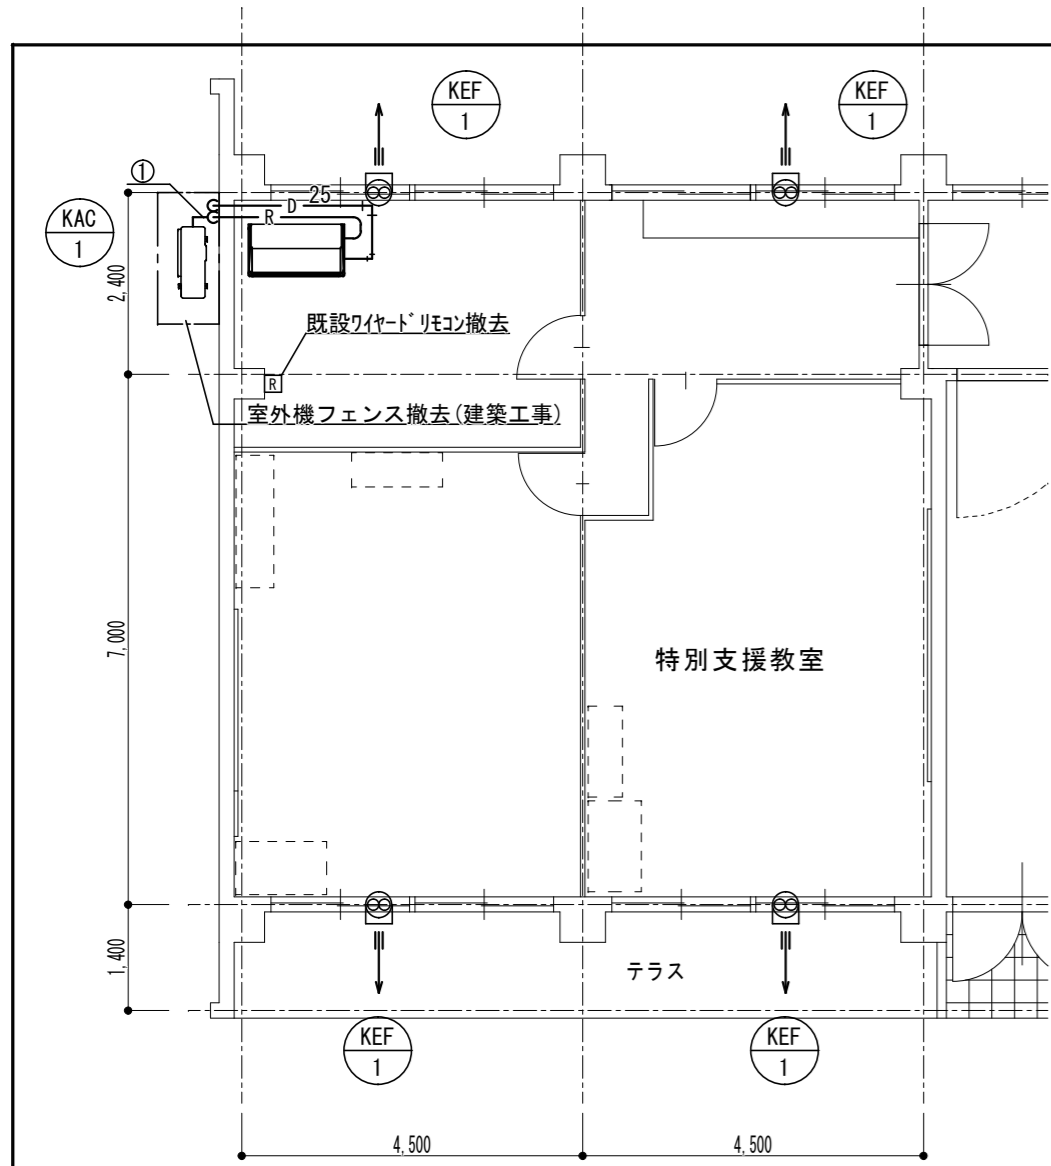 KEF
1
KEF
1
①
25
D
R
KAC
1
2,400
既設ワイヤードリモコン撤去
R
室外機フェンス撤去(建築工事)
7,000
特別支援教室
1,400
テラス
KEF
1
KEF
1
4,500
4,500